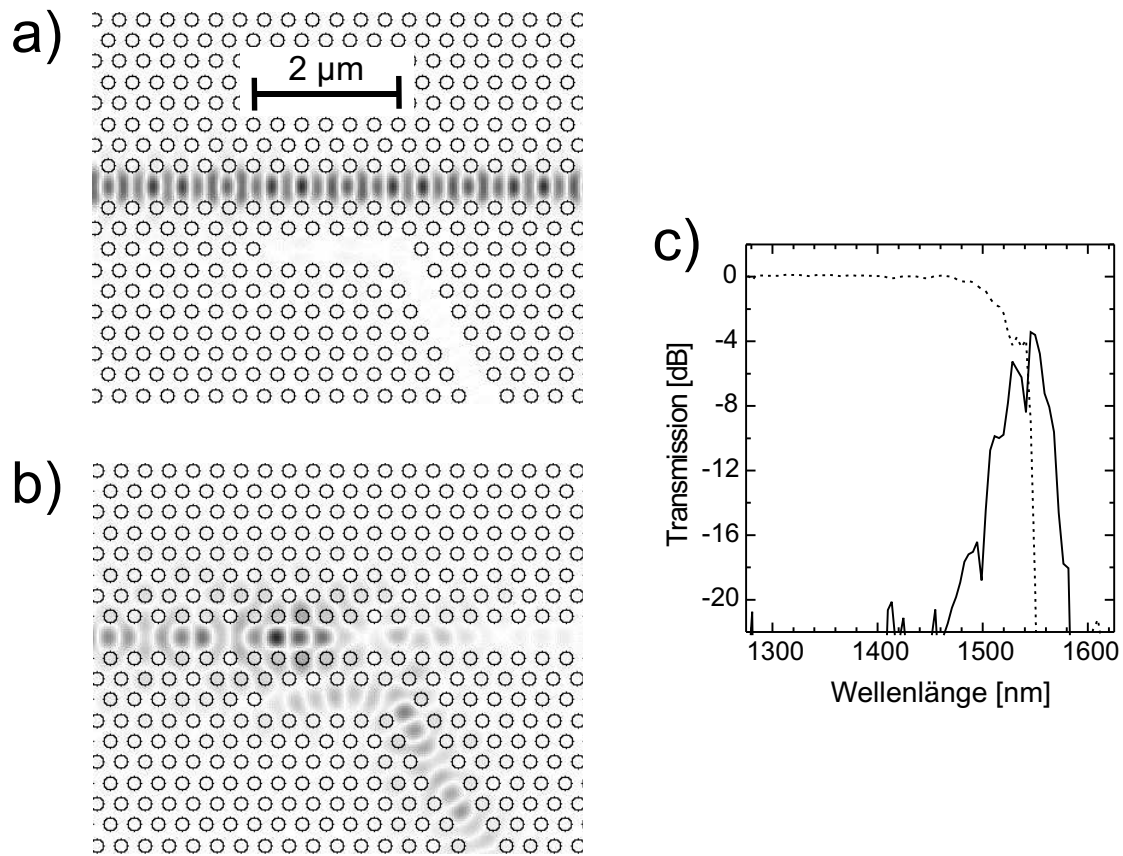 a)
2 µm
b)
c)
Transmission [dB]
0
-4
-8
-12
-16
-20
1300 1400 1500 1600
Wellenlänge [nm]